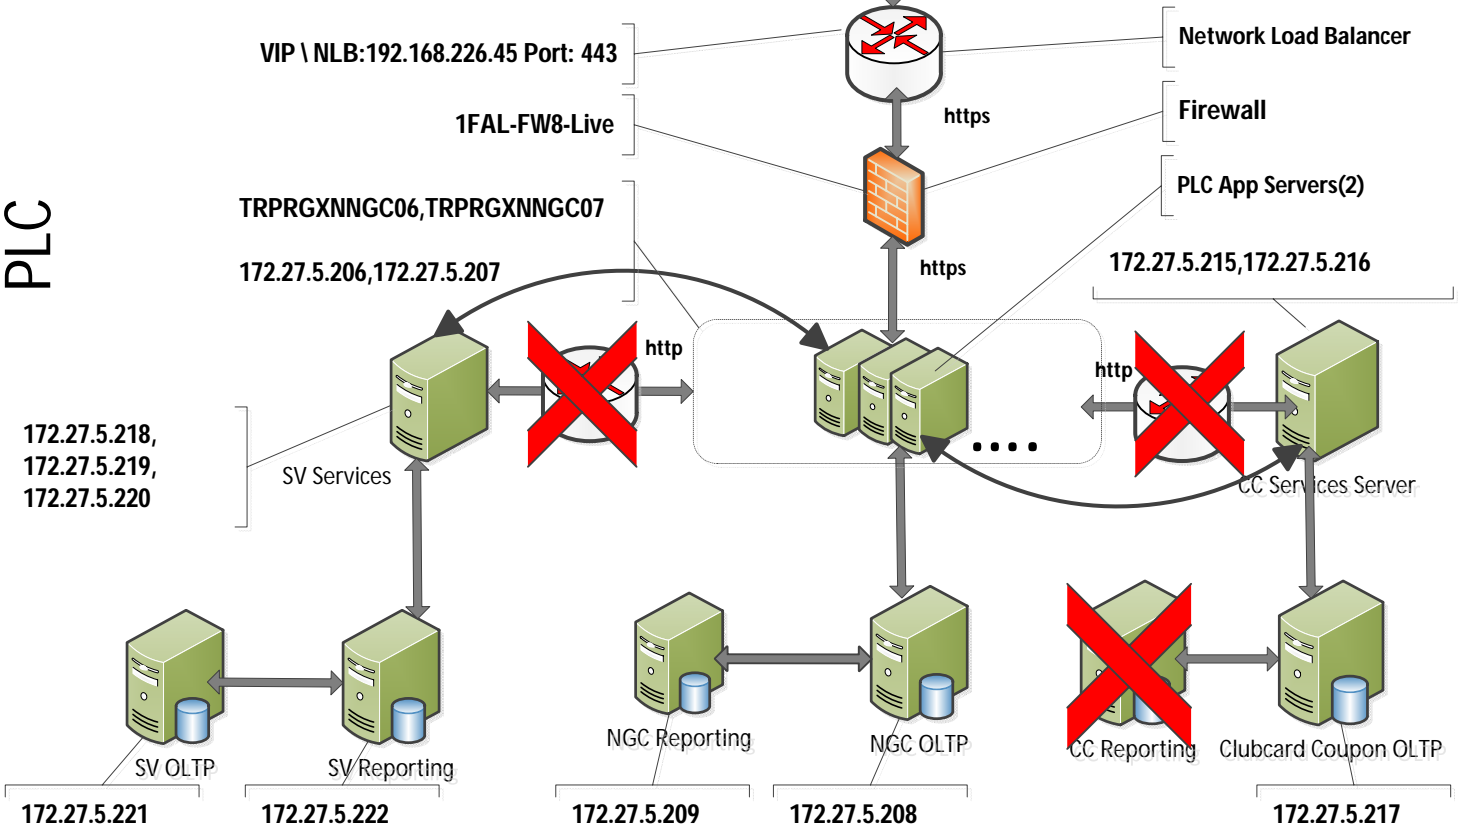 VIP \ NLB:192.168.226.45 Port: 443
Network Load Balancer
https
1FAL-FW8-Live
Firewall
PLC
TRPRGXNNGC06,TRPRGXNNGC07
172.27.5.206,172.27.5.207
PLC App Servers(2)
https
172.27.5.215,172.27.5.216
http
http
172.27.5.218,
172.27.5.219,
172.27.5.220
SV Services
....
CC Services Server
SV OLTP
SV Reporting
NGC Reporting
NGC OLTP
CC Reporting
Clubcard Coupon OLTP
172.27.5.221
172.27.5.222
172.27.5.209
172.27.5.208
172.27.5.217